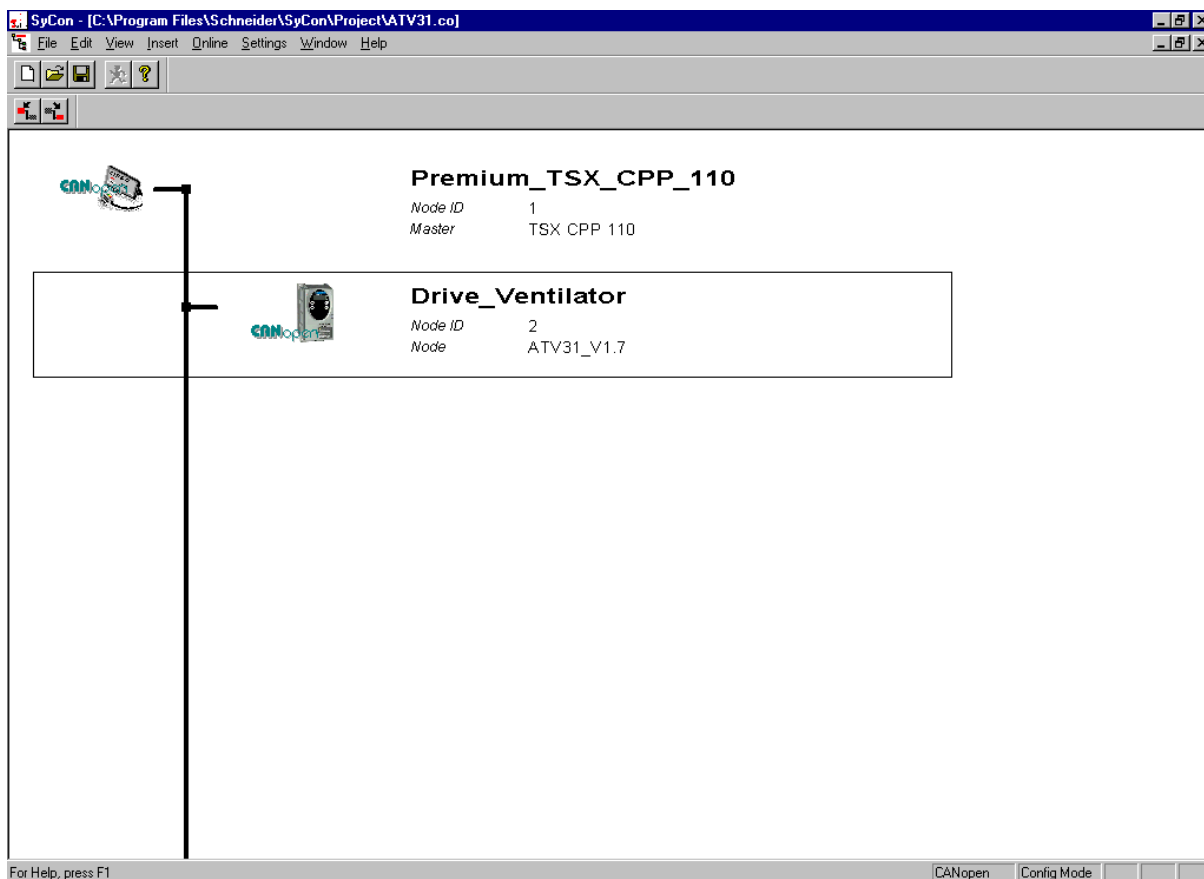 SyCon - [C:\Program Files\Schneider\SyCon\Project\ATV31.co]
File Edit View Insert Online Settings Window Help
CANopen
Premium_TSX_CPP_110
Node ID 1
Master TSX CPP 110
CANopen
Drive_Ventilator
Node ID 2
Node ATV31_V1.7
For Help, press F1
CANopen Config Mode